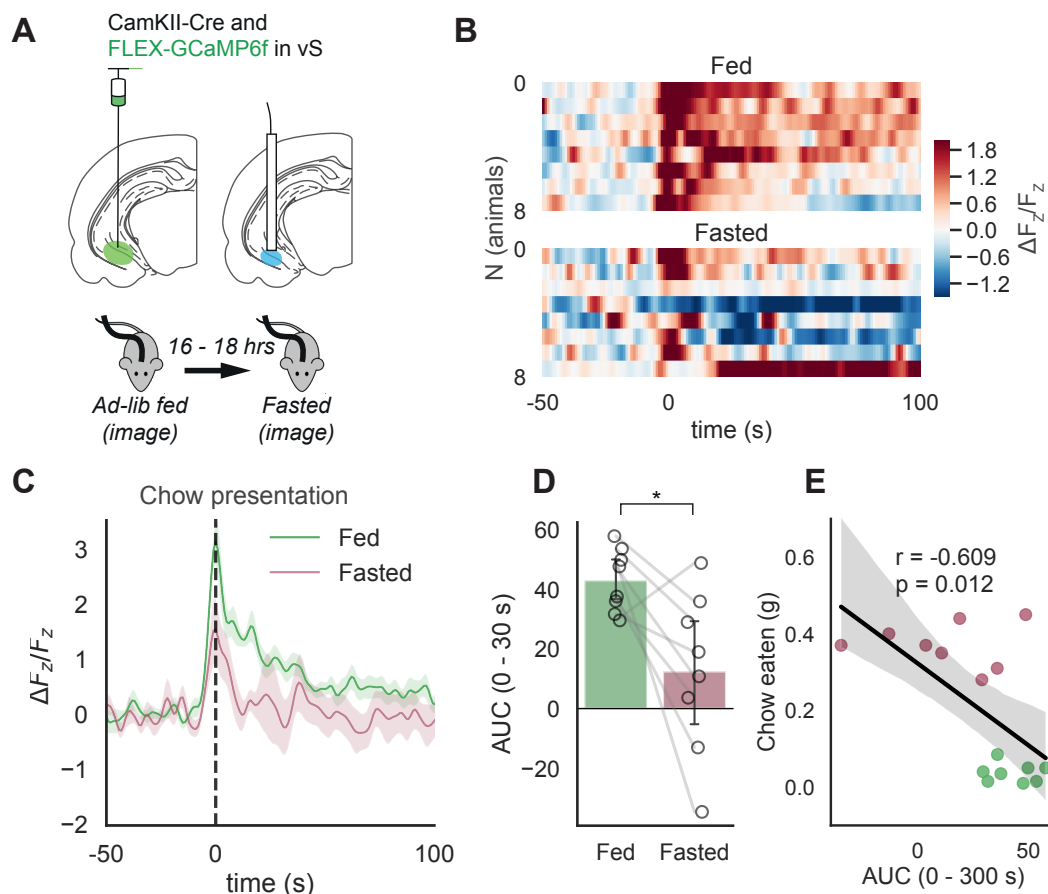 A
CamKII-Cre and
FLEX-GCaMP6f in vS
16 - 18 hrs
Ad-lib fed
(image)
Fasted
(image)
B
Fed
0
8
N (animals)
Fasted
0
8
-50
0
100
time (s)
1.8
1.2
0.6
0.0
−0.6
−1.2
ΔFz/Fz
C
Chow presentation
Fed
Fasted
3
2
1
0
−1
−2
ΔFz/Fz
-50
0
100
time (s)
D
*
60
40
20
0
−20
AUC (0 - 30 s)
Fed
Fasted
E
r = -0.609
p = 0.012
0.6
0.4
0.2
0.0
Chow eaten (g)
0
50
AUC (0 - 300 s)